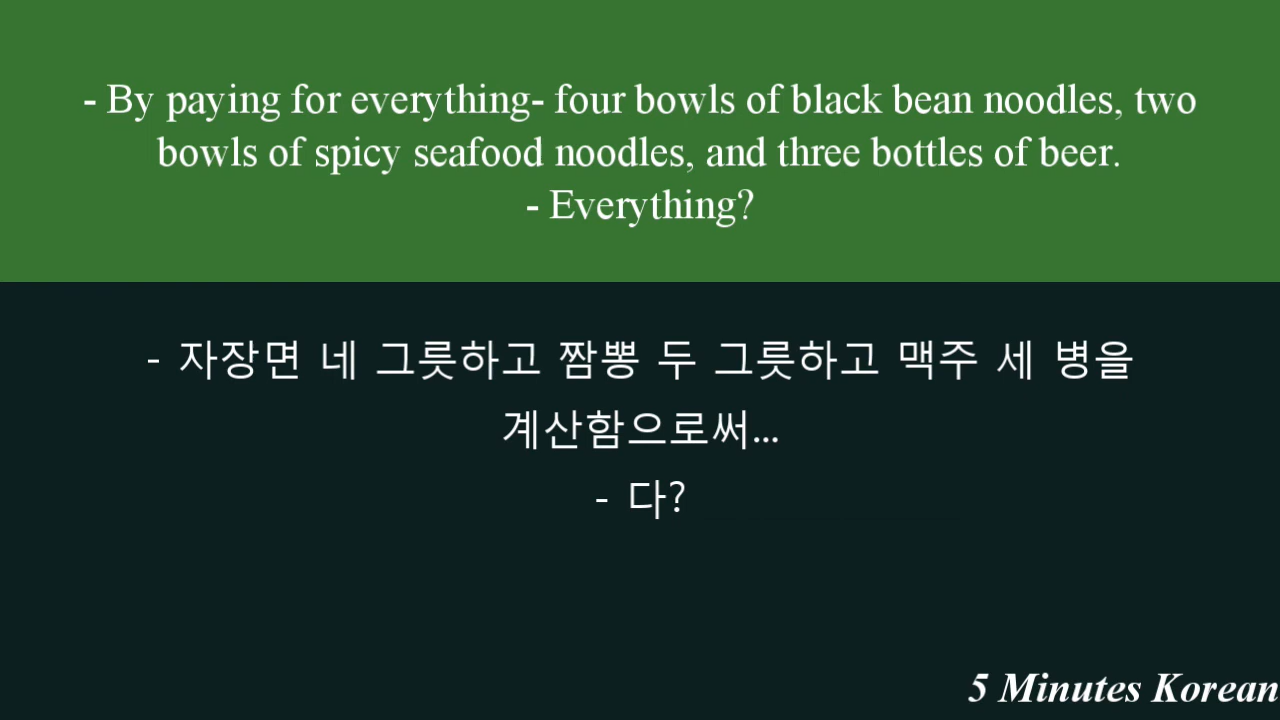 - By paying for everything- four bowls of black bean noodles, two
bowls of spicy seafood noodles, and three bottles of beer.
- Everything?
- 자장면 네 그릇하고 짬뽕 두 그릇하고 맥주 세 병을
계산함으로써...
- 다?
5 Minutes Korean